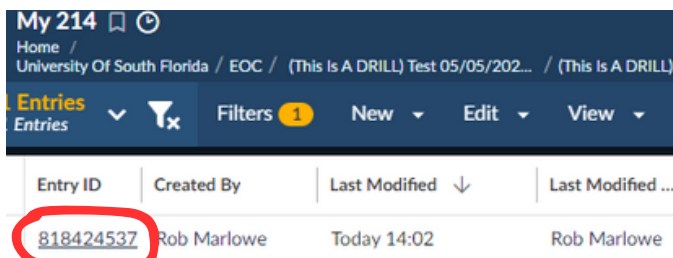 My 214
Home /
University Of South Florida / EOC / (This Is A DRILL) Test 05/05/202... / (This Is A DRILL)
Entries
Entries
Filters 1 New Edit View
Entry ID Created By Last Modified ↓ Last Modified ...
818424537 Rob Marlowe Today 14:02 Rob Marlowe